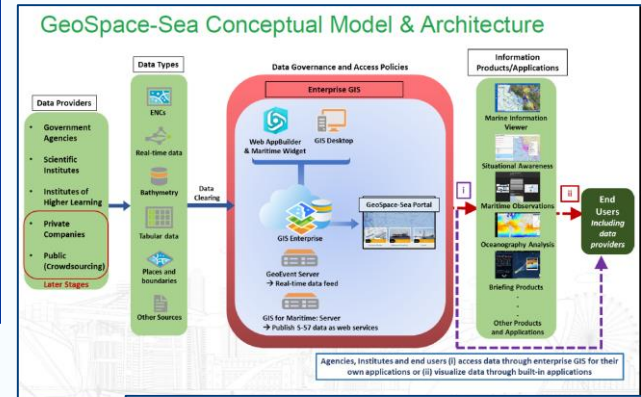 GeoSpace-Sea Conceptual Model & Architecture
Data Providers
• Government
Agencies
• Scientific
Institutes
• Institutes of
Higher Learning
• Private
Companies
• Public
(Crowdsourcing)
Later Stages
Data Types
ENCs
Real-time data
Bathymetry
Tabular data
Places and
boundaries
Other Sources
Data
Clearing
Data Governance and Access Policies
Enterprise GIS
Web AppBuilder
& Maritime Widget
GIS Desktop
GIS Enterprise
GeoSpace-Sea Portal
GeoEvent Server
→ Real-time data feed
GIS for Maritime: Server
→ Publish S-57 data as web services
i
Information
Products/Applications
Marine Information
Viewer
Situational Awareness
Maritime Observations
Oceanography Analysis
Briefing Products
.
.
.
Other Products
and Applications
ii
End
Users
Including
data
providers
Agencies, Institutes and end users (i) access data through enterprise GIS for their
own applications or (ii) visualize data through built-in applications